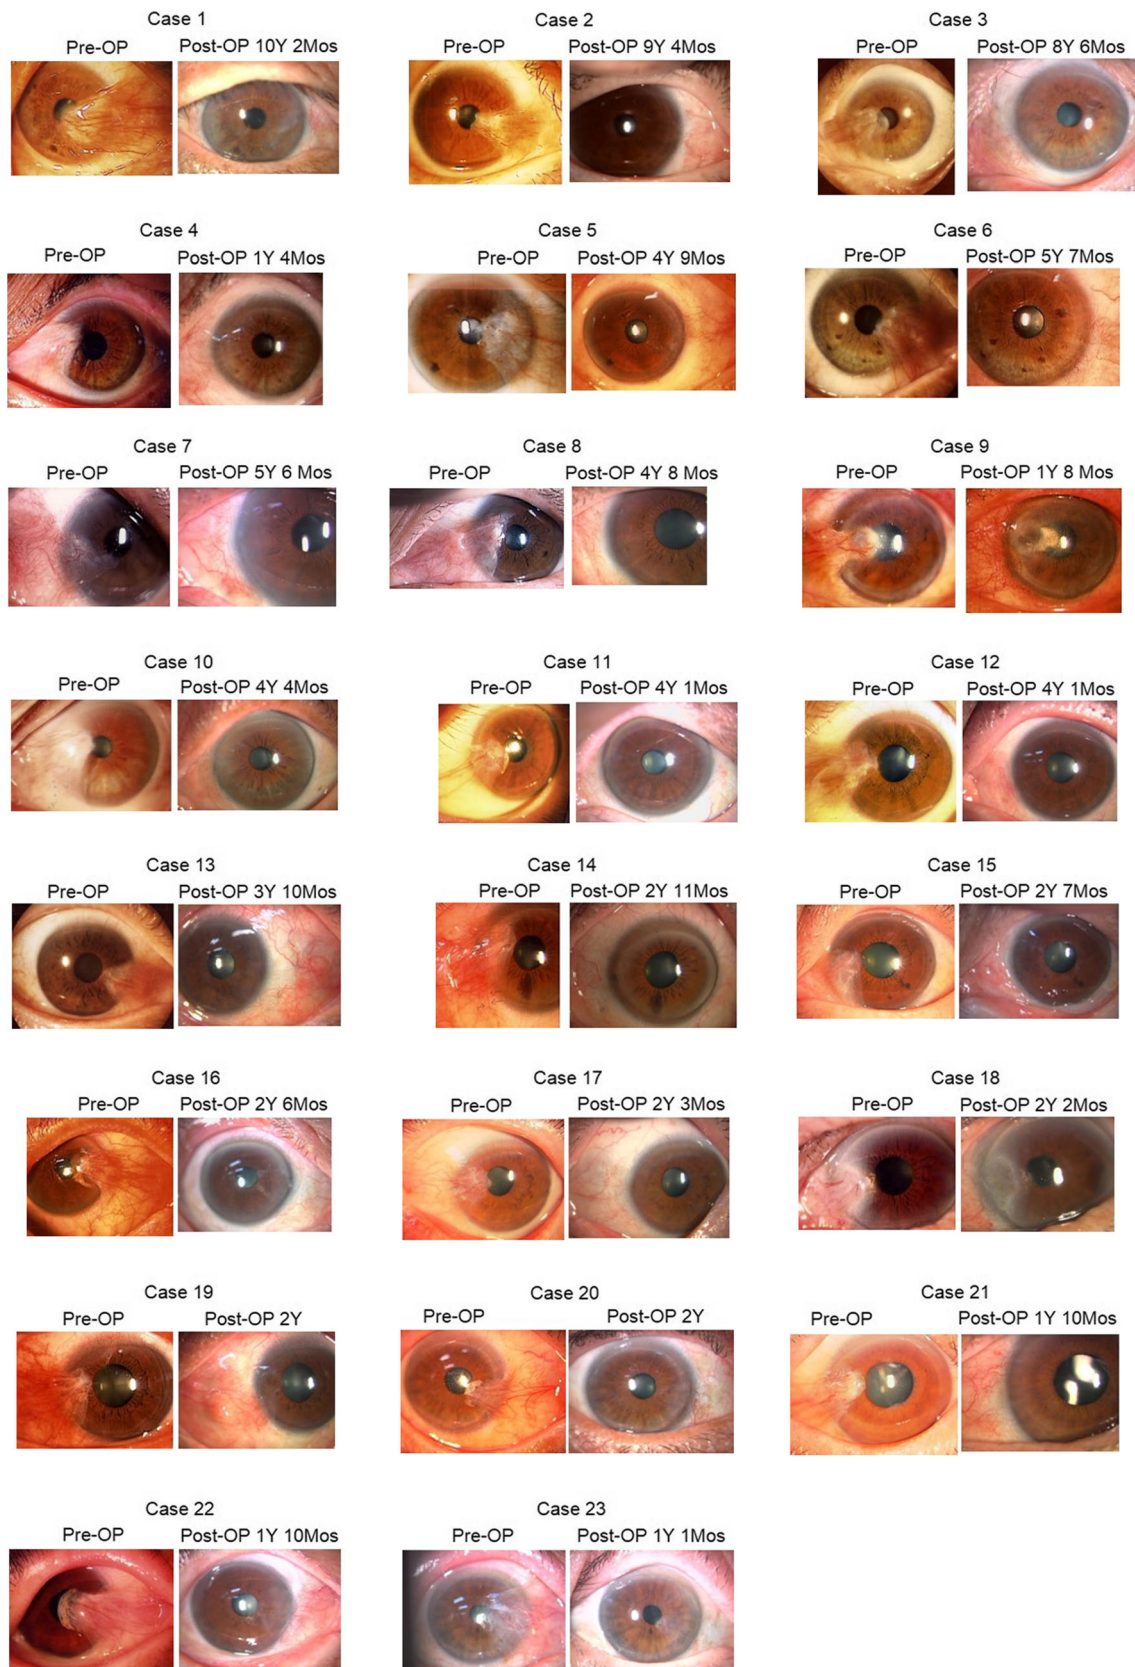 Case 1
Pre-OP Post-OP 10Y 2Mos
Case 2
Pre-OP Post-OP 9Y 4Mos
Case 3
Pre-OP Post-OP 8Y 6Mos
Case 4
Pre-OP Post-OP 1Y 4Mos
Case 5
Pre-OP Post-OP 4Y 9Mos
Case 6
Pre-OP Post-OP 5Y 7Mos
Case 7
Pre-OP Post-OP 5Y 6 Mos
Case 8
Pre-OP Post-OP 4Y 8 Mos
Case 9
Pre-OP Post-OP 1Y 8 Mos
Case 10
Pre-OP Post-OP 4Y 4Mos
Case 11
Pre-OP Post-OP 4Y 1Mos
Case 12
Pre-OP Post-OP 4Y 1Mos
Case 13
Pre-OP Post-OP 3Y 10Mos
Case 14
Pre-OP Post-OP 2Y 11Mos
Case 15
Pre-OP Post-OP 2Y 7Mos
Case 16
Pre-OP Post-OP 2Y 6Mos
Case 17
Pre-OP Post-OP 2Y 3Mos
Case 18
Pre-OP Post-OP 2Y 2Mos
Case 19
Pre-OP Post-OP 2Y
Case 20
Pre-OP Post-OP 2Y
Case 21
Pre-OP Post-OP 1Y 10Mos
Case 22
Pre-OP Post-OP 1Y 10Mos
Case 23
Pre-OP Post-OP 1Y 1Mos